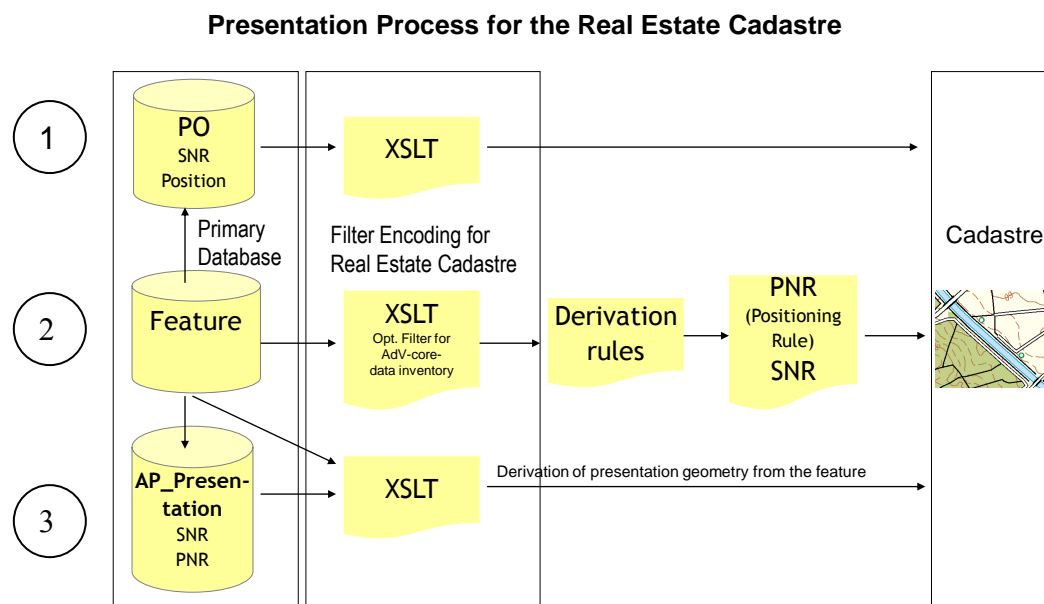 Presentation Process for the Real Estate Cadastre
1
PO
SNR
Position
XSLT
Primary
Database
Filter Encoding for
Real Estate Cadastre
Cadastre
2
Feature
XSLT
Opt. Filter for
AdV-core-
data inventory
Derivation
rules
PNR
(Positioning
Rule)
SNR
3
AP_Presen-
tation
SNR
PNR
XSLT
Derivation of presentation geometry from the feature